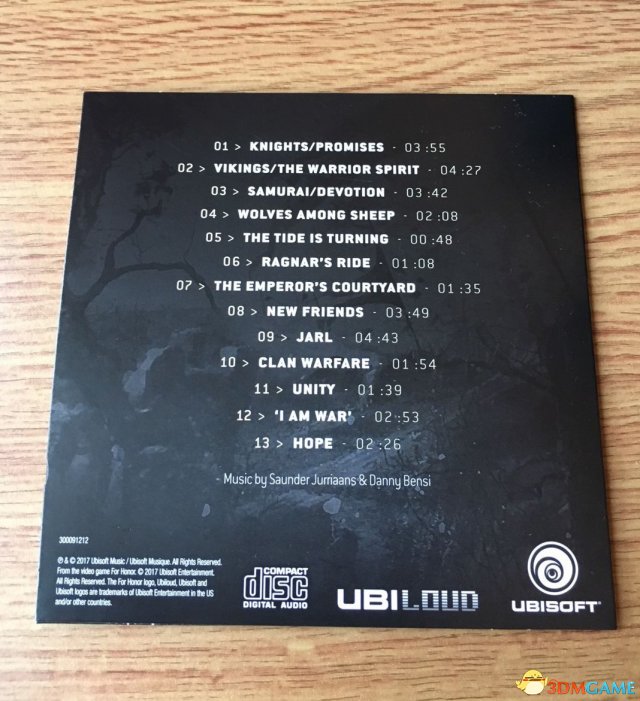 01 > KNIGHTS/PROMISES - 03:55
02 > VIKINGS/THE WARRIOR SPIRIT - 04:27
03 > SAMURAI/DEVOTION - 03:42
04 > WOLVES AMONG SHEEP - 02:08
05 > THE TIDE IS TURNING - 00:48
06 > RAGNAR'S RIDE - 01:08
07 > THE EMPEROR'S COURTYARD - 01:35
08 > NEW FRIENDS - 03:49
09 > JARL - 04:43
10 > CLAN WARFARE - 01:54
11 > UNITY - 01:39
12 > 'I AM WAR' - 02:53
13 > HOPE - 02:26
- Music by Saunder Jurriaans & Danny Bensi
300091212
℗ & © 2017 Ubisoft Music / Ubisoft Musique. All Rights Reserved.
From the video game For Honor. © 2017 Ubisoft Entertainment.
All Rights Reserved. The For Honor logo, Ubiloud, Ubisoft and
Ubisoft logos are trademarks of Ubisoft Entertainment in the US
and/or other countries.
COMPACT
disc
DIGITAL AUDIO
UBILOUD
UBISOFT
3DMGAME